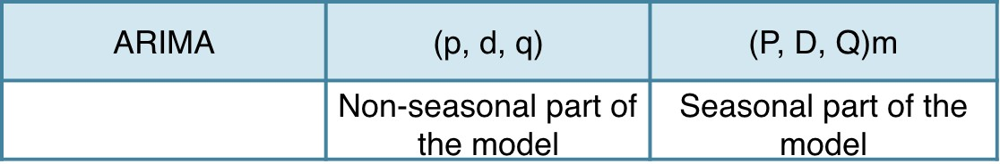 ARIMA (p, d, q) (P, D, Q)m
Non-seasonal part of Seasonal part of the
the model model